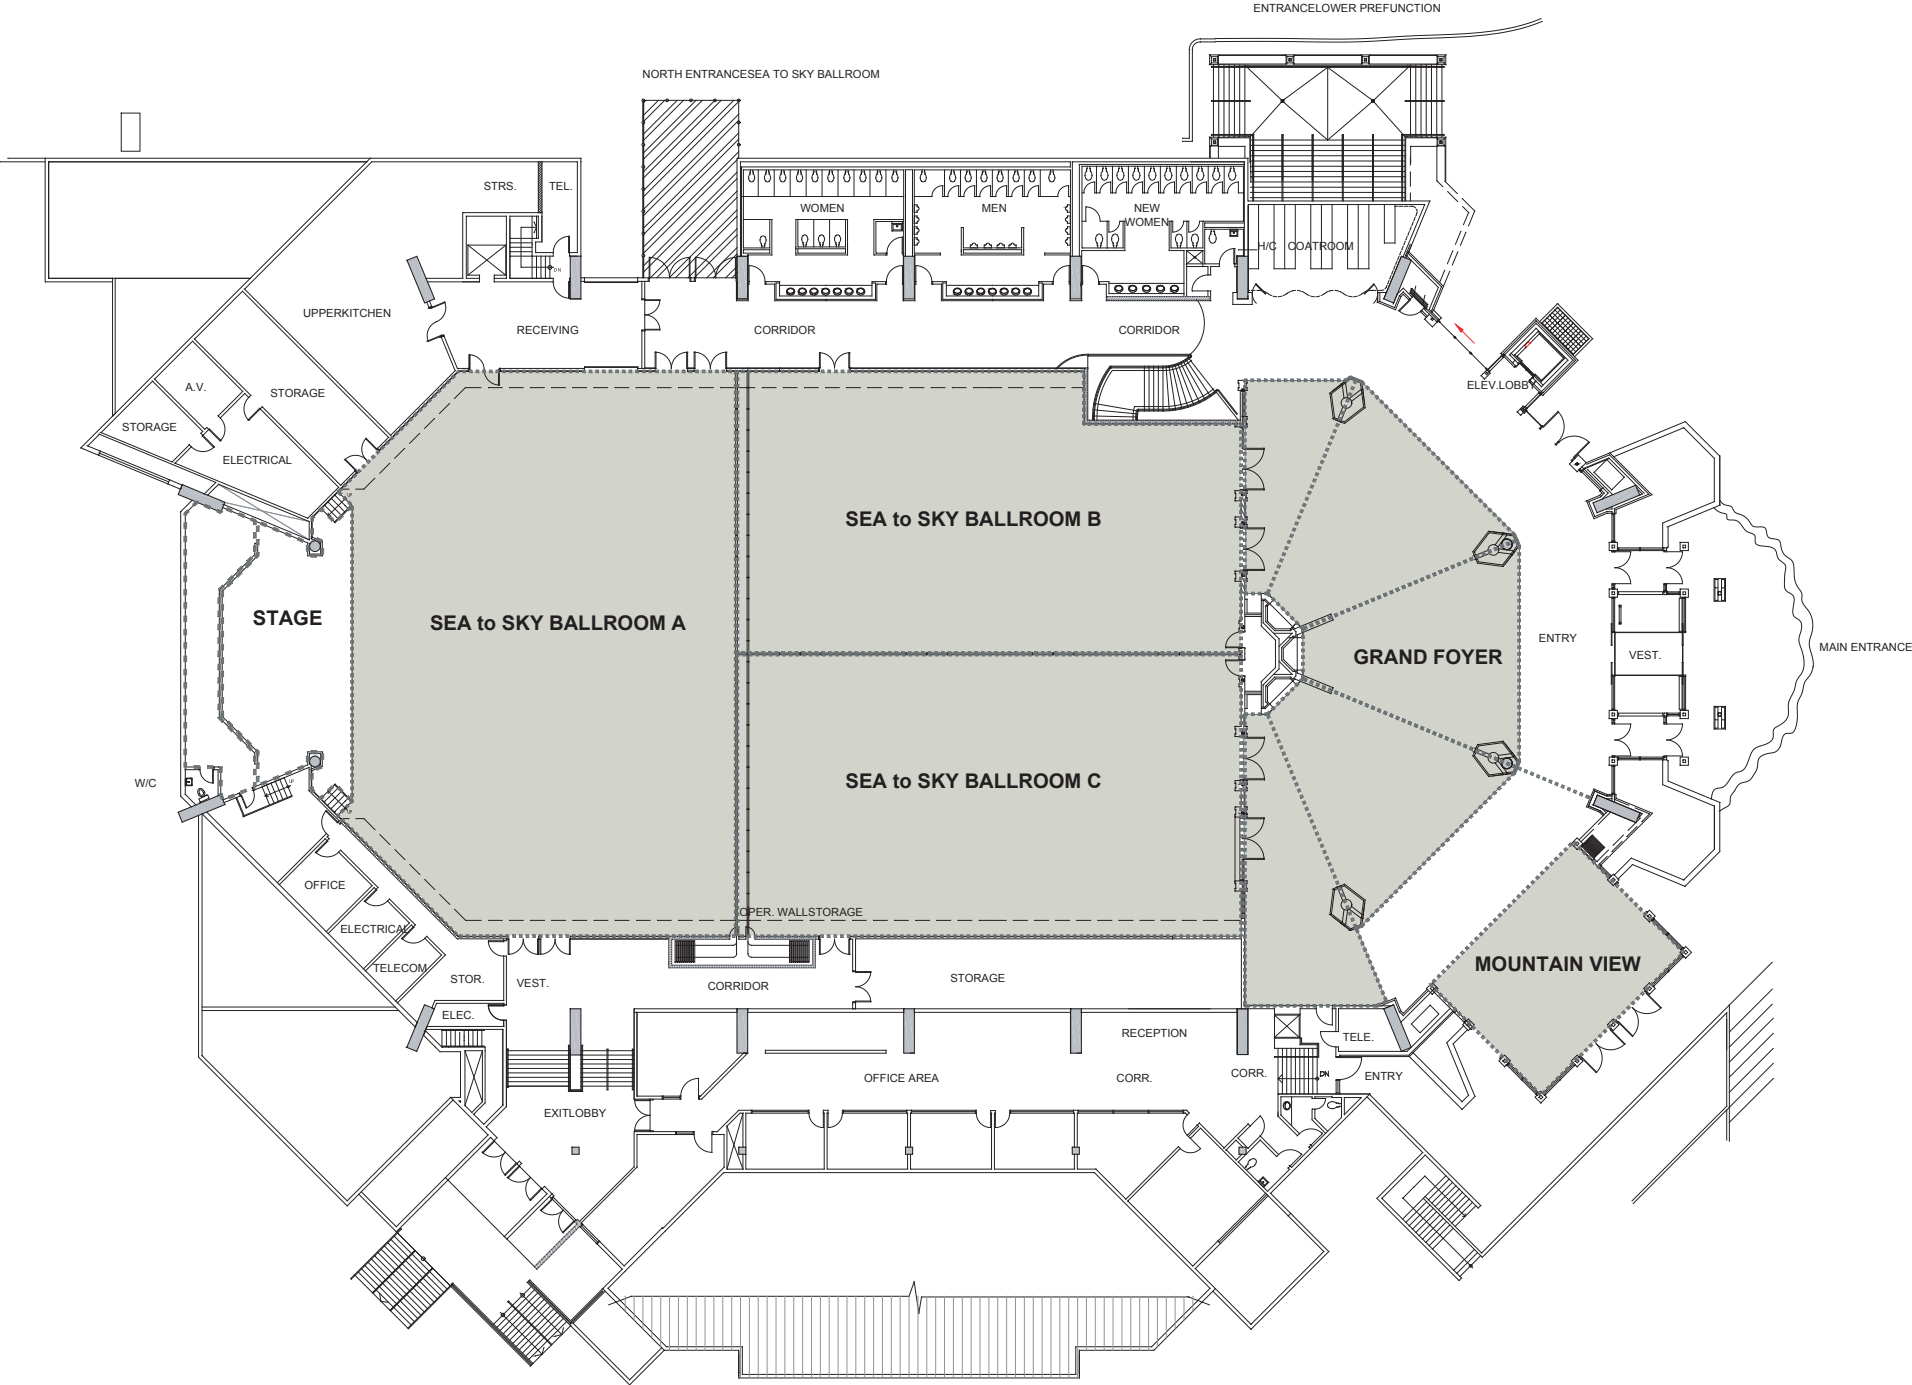 ENTRANCELOWER PREFUNCTION
NORTH ENTRANCESEA TO SKY BALLROOM
STRS.
TEL.
WOMEN
MEN
NEW
WOMEN
H/C
COATROOM
DN
UPPERKITCHEN
RECEIVING
CORRIDOR
CORRIDOR
A.V.
STORAGE
STORAGE
ELECTRICAL
ELEV.LOBBY
SEA to SKY BALLROOM B
STAGE
SEA to SKY BALLROOM A
GRAND FOYER
ENTRY
VEST.
MAIN ENTRANCE
W/C
SEA to SKY BALLROOM C
OFFICE
OPER. WALLSTORAGE
ELECTRICAL
TELECOM
STOR.
VEST.
CORRIDOR
STORAGE
MOUNTAIN VIEW
ELEC.
RECEPTION
TELE.
OFFICE AREA
CORR.
CORR.
DN
ENTRY
EXITLOBBY